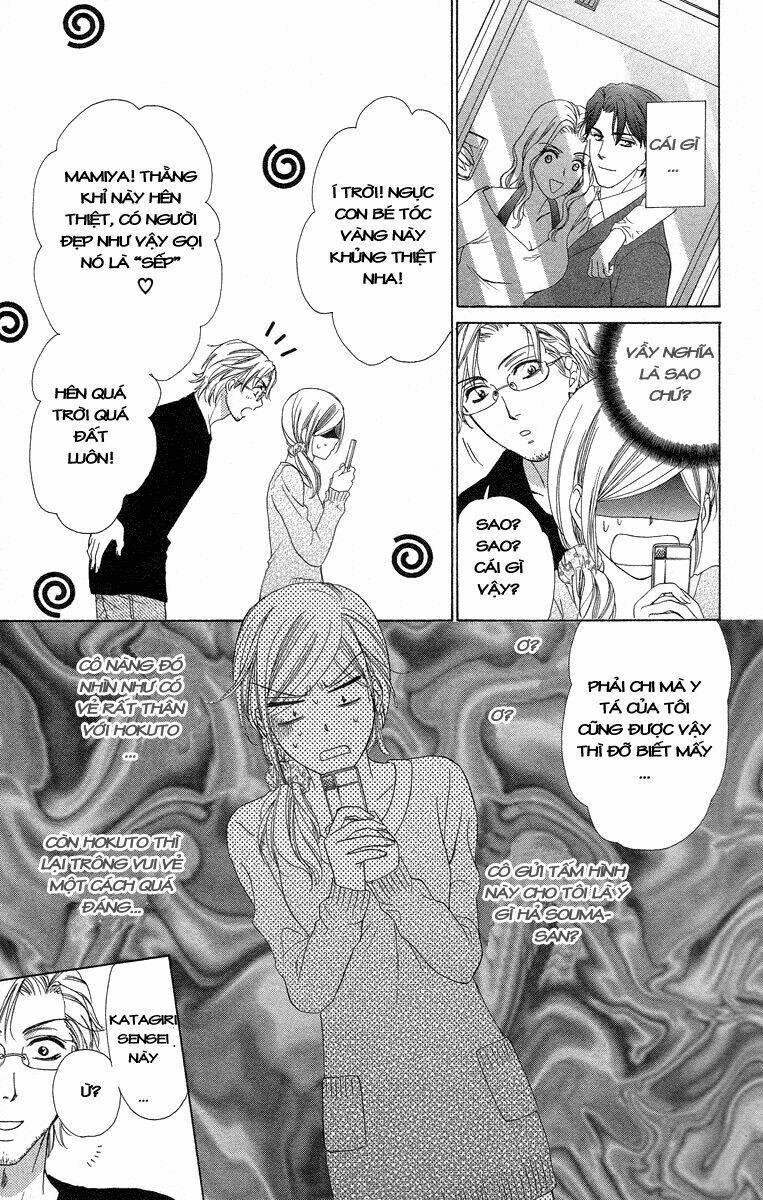 CÁI GÌ
...
VẦY NGHĨA
LÀ SAO
CHỨ?
SAO?
SAO?
CÁI GÌ
VẬY?
Í TRỜI! NGỰC
CON BÉ TÓC
VÀNG NÀY
KHỦNG THIỆT
NHA!
MAMIYA! THẰNG
KHỈ NÀY HÊN
THIỆT, CÓ NGƯỜI
ĐẸP NHƯ VẬY GỌI
NÓ LÀ "SẾP"
♡
HÊN QUÁ
TRỜI QUÁ
ĐẤT
LUÔN!
PHẢI CHI MÀ Y
TÁ CỦA TÔI
CŨNG ĐƯỢC VẬY
THÌ ĐỠ BIẾT MẤY
...
Ơ?
Ơ?
CÔ GỬI TẤM HÌNH
NÀY CHO TÔI LÀ Ý
GÌ HẢ SOUMA-
SAN?
CÔ NÀNG ĐÓ
NHÌN NHƯ CÓ
VẺ RẤT THÂN
VỚI HOKUTO
...
CÒN HOKUTO THÌ
LẠI TRÔNG VUI VẺ
MỘT CÁCH QUÁ
ĐÁNG...
KATAGIRI
SENSEI
NÀY
...
Ử?